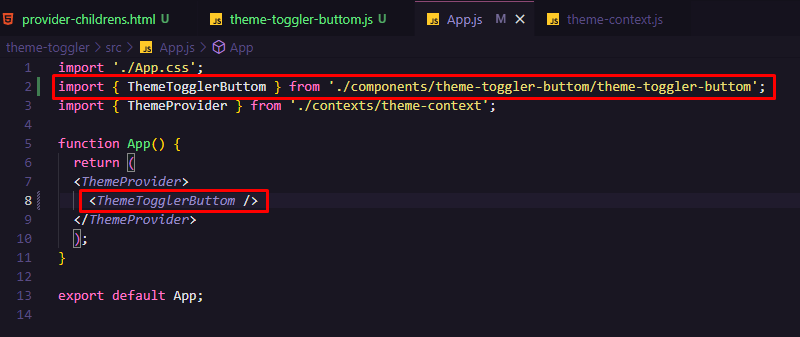 provider-childrens.html U theme-toggler-buttom.js U JS App.js M × JS theme-context.js
theme-toggler > src > JS App.js > App
1 import './App.css';
2 import { ThemeTogglerButtom } from './components/theme-toggler-buttom/theme-toggler-buttom';
3 import { ThemeProvider } from './contexts/theme-context';
4
5 function App() {
6 return (
7 <ThemeProvider>
8 <ThemeTogglerButtom />
9 </ThemeProvider>
10 );
11 }
12
13 export default App;
14